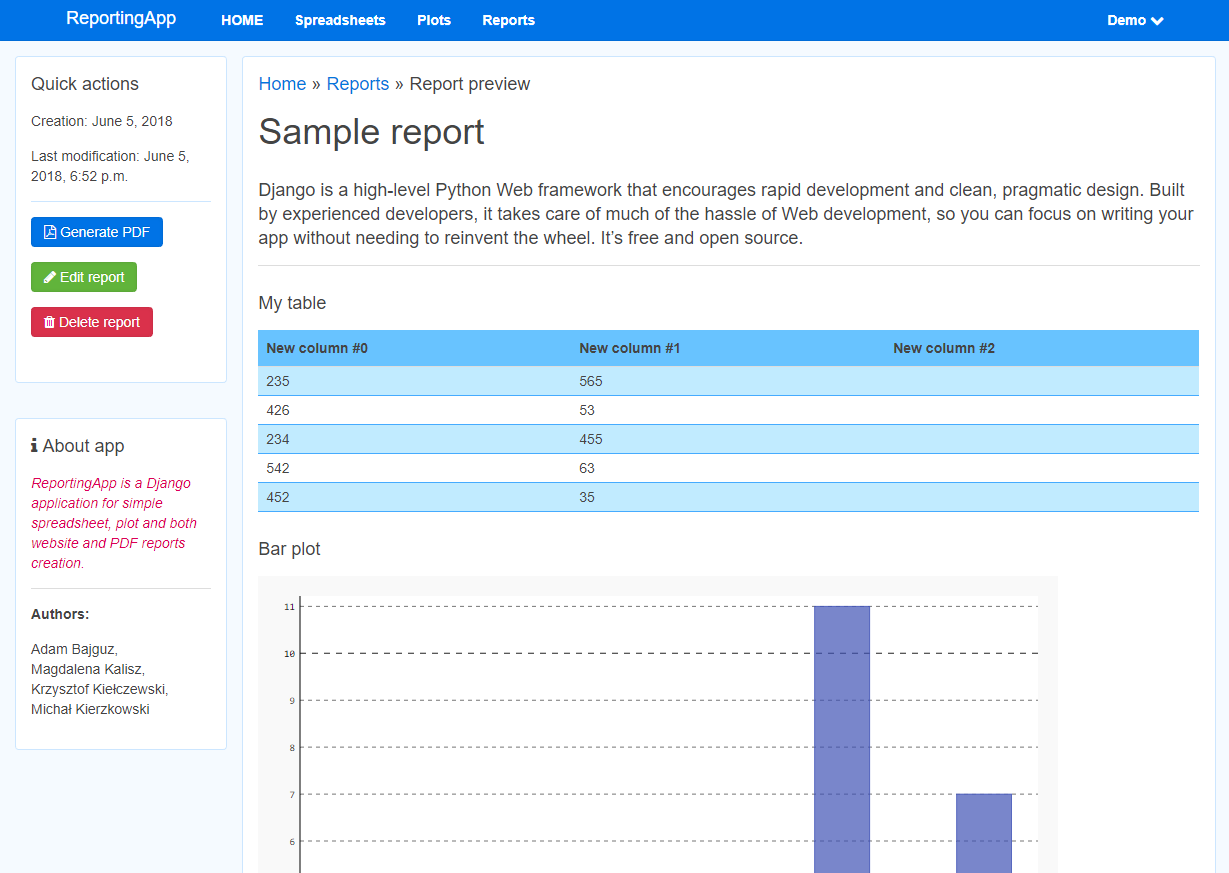 ReportingApp HOME Spreadsheets Plots Reports Demo
Quick actions
Creation: June 5, 2018
Last modification: June 5,
2018, 6:52 p.m.
Generate PDF
Edit report
Delete report
About app
ReportingApp is a Django
application for simple
spreadsheet, plot and both
website and PDF reports
creation.
Authors:
Adam Bajguz,
Magdalena Kalisz,
Krzysztof Kiełczewski,
Michał Kierzkowski
Home » Reports » Report preview
Sample report
Django is a high-level Python Web framework that encourages rapid development and clean, pragmatic design. Built
by experienced developers, it takes care of much of the hassle of Web development, so you can focus on writing your
app without needing to reinvent the wheel. It’s free and open source.
My table
New column #0 New column #1 New column #2
235 565
426 53
234 455
542 63
452 35
Bar plot
11
10
9
8
7
6